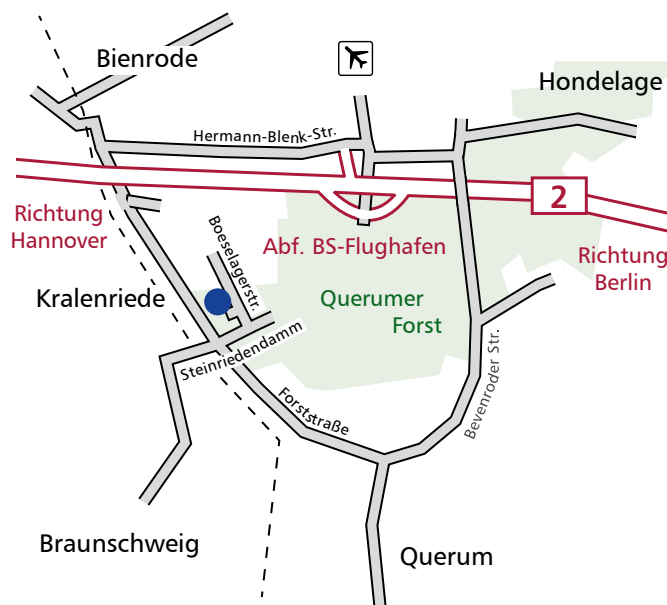 Bienrode
Hondelage
Hermann-Blenk-Str.
2
Richtung
Hannover
Boeselagerstr.
Abf. BS-Flughafen
Richtung
Berlin
Kralenriede
Querumer
Forst
Steinriedendamm
Bevenroder Str.
Forststraße
Braunschweig
Querum